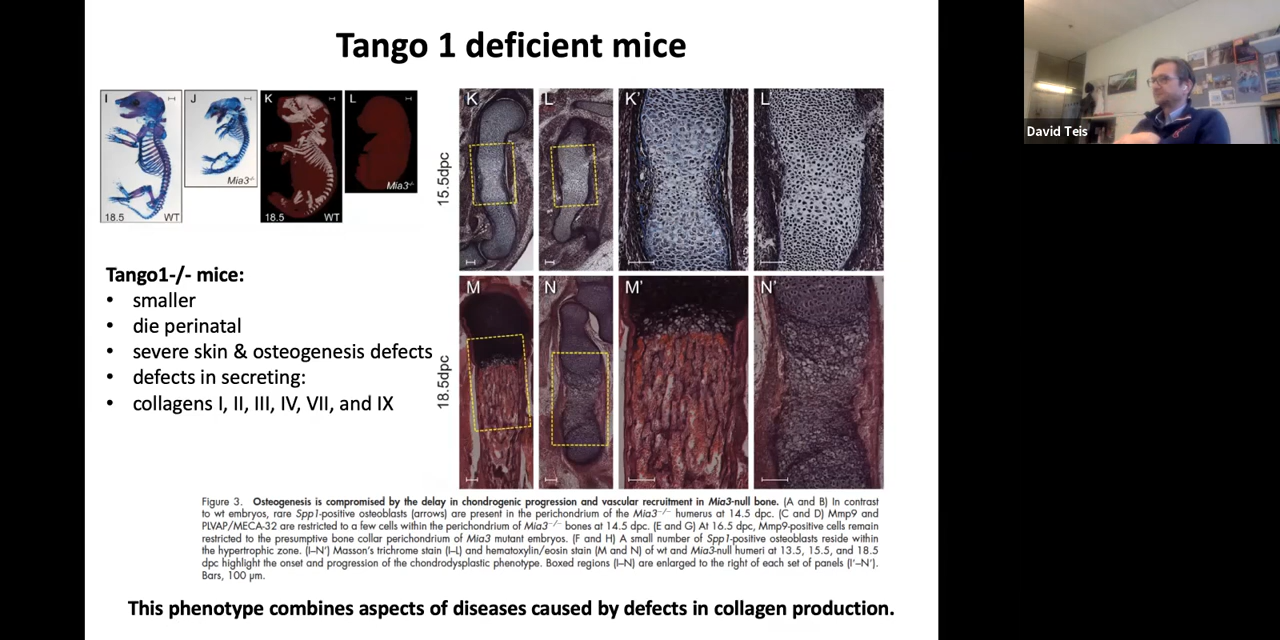 Tango 1 deficient mice
I
J
K
L
Mia3-/-
Mia3-/-
18.5
WT
18.5
WT
K
L
K'
L
15.5dpc
M
N
M'
N'
18.5dpc
Tango1-/- mice:
• smaller
• die perinatal
• severe skin & osteogenesis defects
• defects in secreting:
• collagens I, II, III, IV, VII, and IX
Figure 3. Osteogenesis is compromised by the delay in chondrogenic progression and vascular recruitment in Mia3-null bone. (A and B) In contrast
to wt embryos, rare Spp1-positive osteoblasts (arrows) are present in the perichondrium of the Mia3−/− humerus at 14.5 dpc. (C and D) Mmp9 and
PLVAP/MECA-32 are restricted to a few cells within the perichondrium of Mia3−/− bones at 14.5 dpc. (E and G) At 16.5 dpc, Mmp9-positive cells remain
restricted to the presumptive bone collar perichondrium of Mia3 mutant embryos. (F and H) A small number of Spp1-positive osteoblasts reside within
the hypertrophic zone. (I–N') Masson's trichrome stain (I–L) and hematoxylin/eosin stain (M and N) of wt and Mia3-null humeri at 13.5, 15.5, and 18.5
dpc highlight the onset and progression of the chondrodysplastic phenotype. Boxed regions (I–N) are enlarged to the right of each set of panels (I'–N').
Bars, 100 µm.
This phenotype combines aspects of diseases caused by defects in collagen production.
David Teis